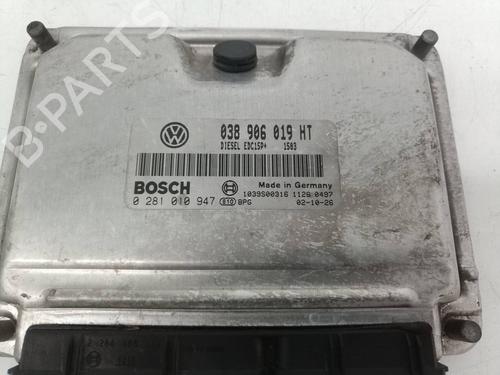 038 906 019 HT
DIESEL EDC15P+ 1503
BOSCH
Made in Germany
0 281 010 947 BPG
1039S00316 1126 0497
02-10-26
B-PARTS